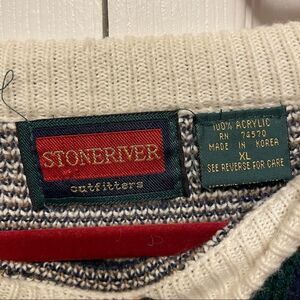 STONERIVER
outfitters
100% ACRYLIC
RN 74570
MADE IN KOREA
XL
SEE REVERSE FOR CARE